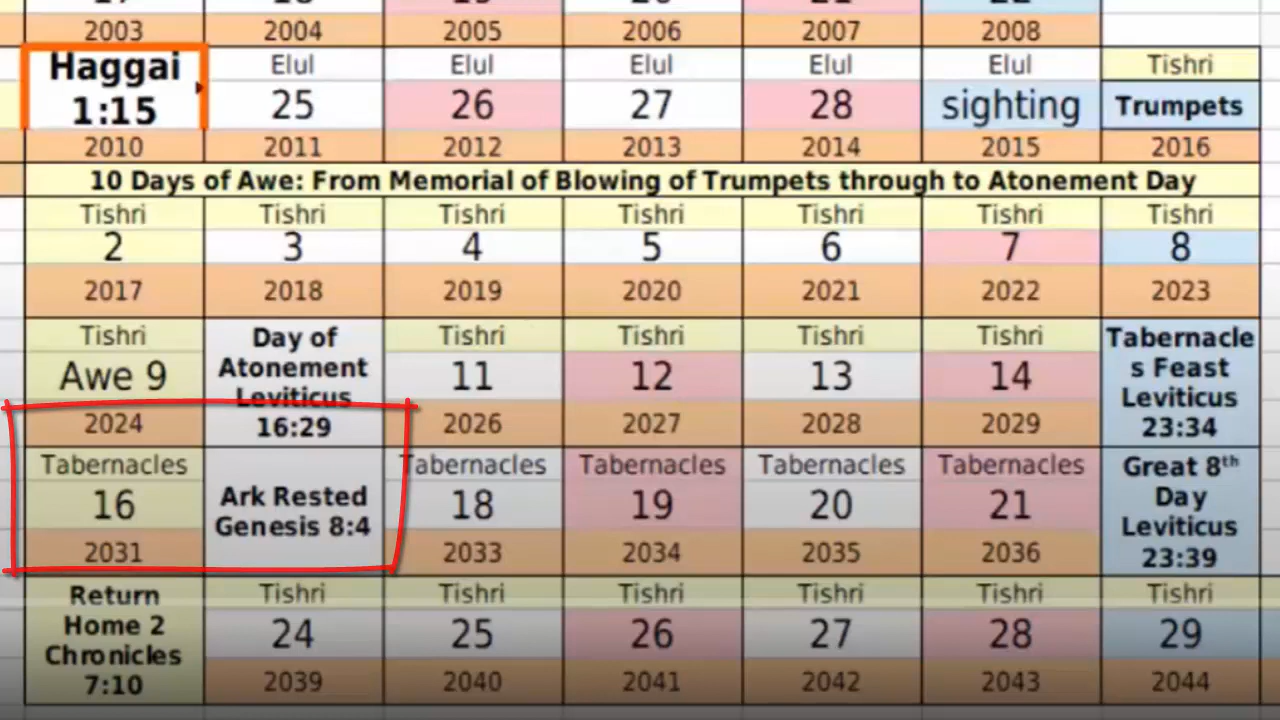 2003 2004 2005 2006 2007 2008
Haggai
1:15
Elul Elul Elul Elul Elul Tishri
25 26 27 28 sighting Trumpets
2010 2011 2012 2013 2014 2015 2016
10 Days of Awe: From Memorial of Blowing of Trumpets through to Atonement Day
Tishri Tishri Tishri Tishri Tishri Tishri Tishri
2 3 4 5 6 7 8
2017 2018 2019 2020 2021 2022 2023
Tishri
Awe 9
2024
Day of
Atonement
Leviticus
16:29
Tishri Tishri Tishri Tishri
11 12 13 14
2026 2027 2028 2029
Tabernacle
s Feast
Leviticus
23:34
Tabernacles
16
2031
Ark Rested
Genesis 8:4
Tabernacles Tabernacles Tabernacles Tabernacles
18 19 20 21
2033 2034 2035 2036
Great 8th
Day
Leviticus
23:39
Return
Home 2
Chronicles
7:10
Tishri Tishri Tishri Tishri Tishri Tishri
24 25 26 27 28 29
2039 2040 2041 2042 2043 2044